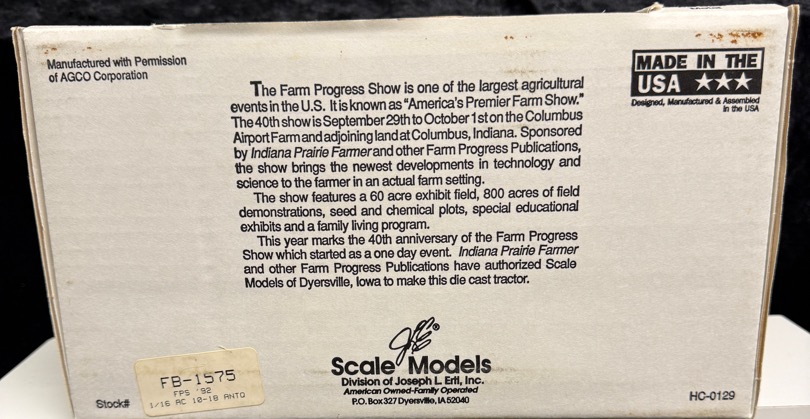 Manufactured with Permission
of AGCO Corporation
MADE IN THE
USA ★★★
Designed, Manufactured & Assembled
in the USA
The Farm Progress Show is one of the largest agricultural
events in the U.S. It is known as “America's Premier Farm Show.”
The 40th show is September 29th to October 1st on the Columbus
Airport Farm and adjoining land at Columbus, Indiana. Sponsored
by Indiana Prairie Farmer and other Farm Progress Publications,
the show brings the newest developments in technology and
science to the farmer in an actual farm setting.
The show features a 60 acre exhibit field, 800 acres of field
demonstrations, seed and chemical plots, special educational
exhibits and a family living program.
This year marks the 40th anniversary of the Farm Progress
Show which started as a one day event. Indiana Prairie Farmer
and other Farm Progress Publications have authorized Scale
Models of Dyersville, Iowa to make this die cast tractor.
JLE®
Scale Models
Division of Joseph L. Ertl, Inc.
American Owned-Family Operated
P.O. Box 327 Dyersville, IA 52040
Stock#
FB-1575
FPS '92
1/16 AC 10-18 ANTQ
HC-0129